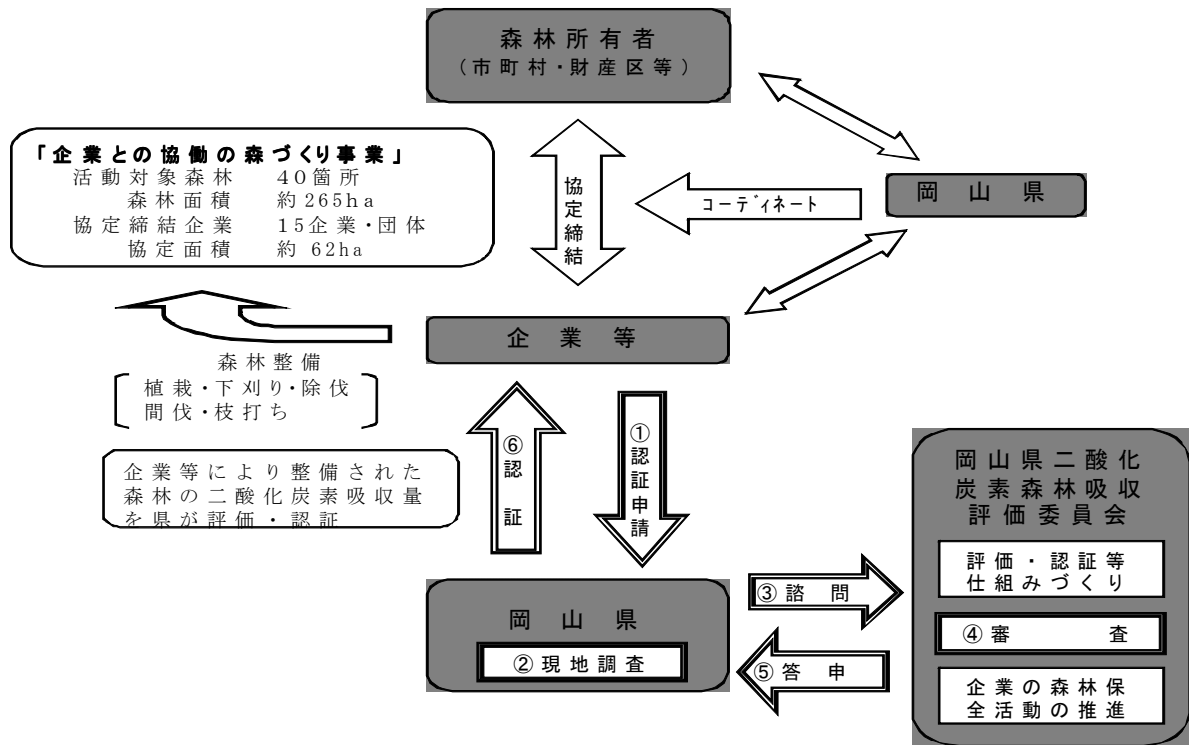 森林所有者
(市町村・財産区等)
「企業との協働の森づくり事業」
活動対象森林 40箇所
森林面積 約265ha
協定締結企業 15企業・団体
協定面積 約 62ha
協定締結
コーディネート
岡山県
企業等
森林整備
植栽・下刈り・除伐
間伐・枝打ち
企業等により整備された
森林の二酸化炭素吸収量
を県が評価・認証
⑥認証
①認証申請
岡山県
②現地調査
③諮問
⑤答申
岡山県二酸化
炭素森林吸収
評価委員会
評価・認証等
仕組みづくり
④審査
企業の森林保
全活動の推進